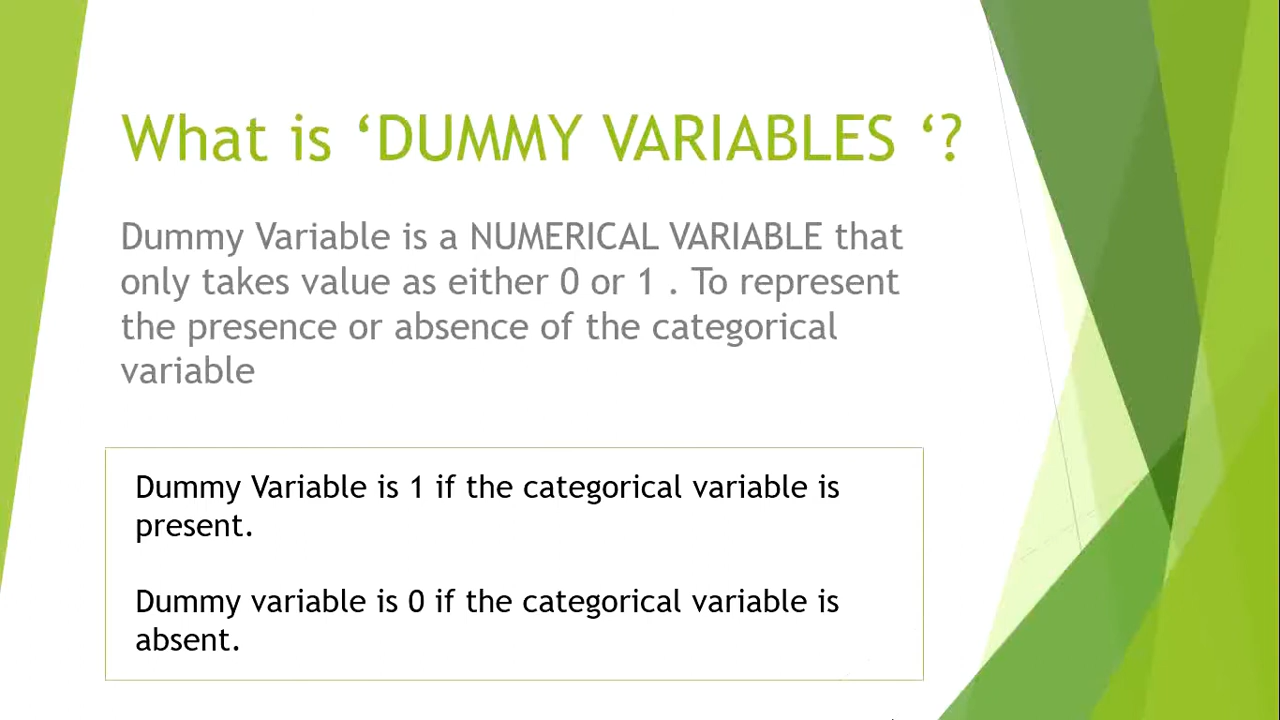 What is ‘DUMMY VARIABLES ‘?
Dummy Variable is a NUMERICAL VARIABLE that
only takes value as either 0 or 1 . To represent
the presence or absence of the categorical
variable
Dummy Variable is 1 if the categorical variable is
present.
Dummy variable is 0 if the categorical variable is
absent.